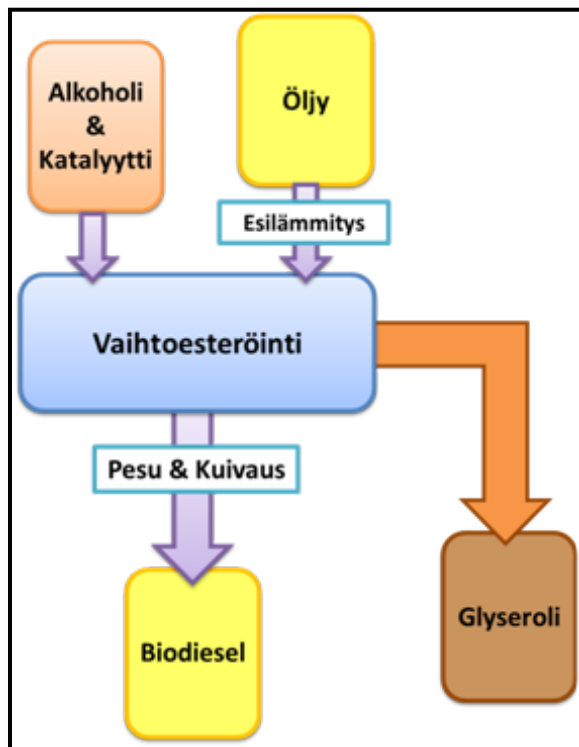 Alkoholi
&
Katalyytti
Öljy
Esilämmitys
Vaihtoesteröinti
Pesu & Kuivaus
Biodiesel
Glyseroli